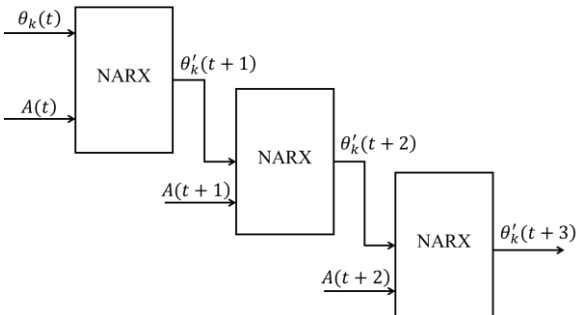 θ_k(t)
A(t)
NARX
θ′_k(t + 1)
A(t + 1)
NARX
θ′_k(t + 2)
A(t + 2)
NARX
θ′_k(t + 3)